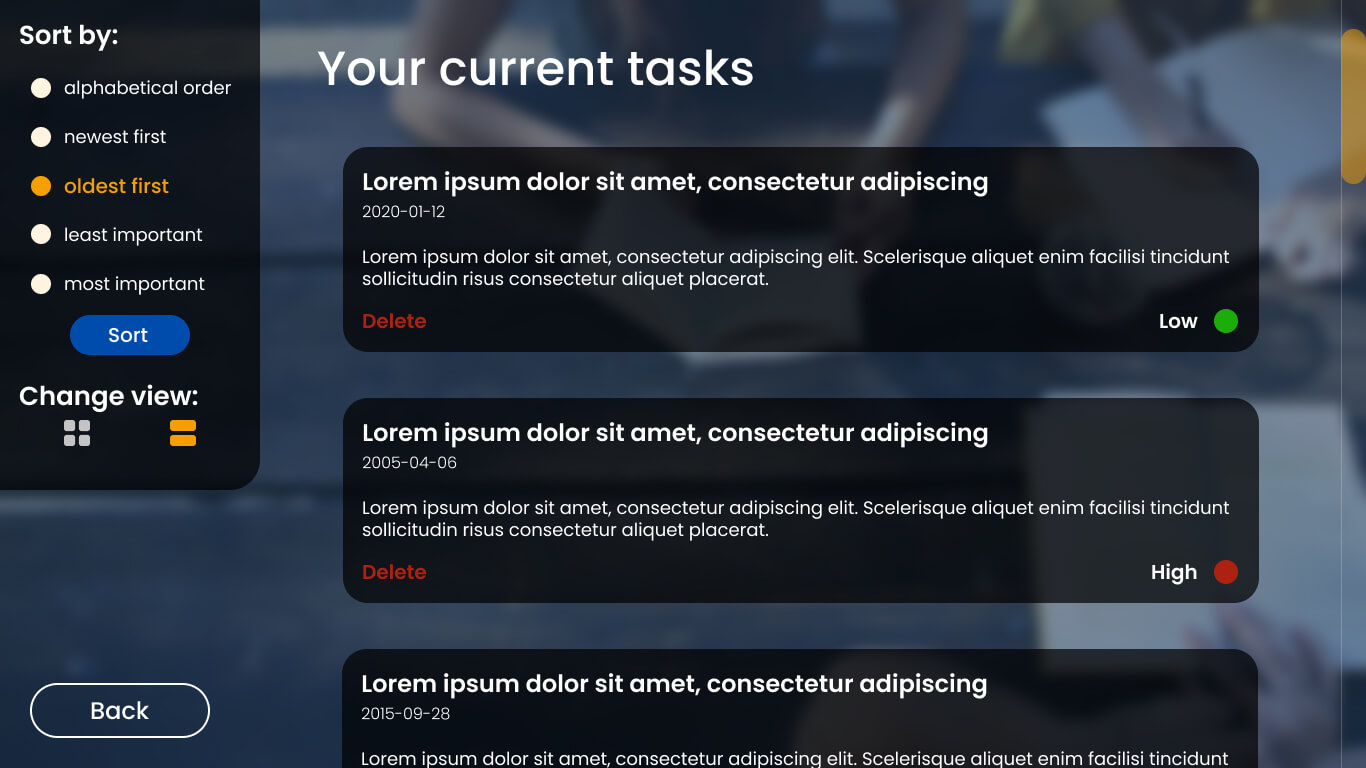 Sort by:
alphabetical order
newest first
oldest first
least important
most important
Sort
Change view:
Back
Your current tasks
Lorem ipsum dolor sit amet, consectetur adipiscing
2020-01-12
Lorem ipsum dolor sit amet, consectetur adipiscing elit. Scelerisque aliquet enim facilisi tincidunt
sollicitudin risus consectetur aliquet placerat.
Delete
Low
Lorem ipsum dolor sit amet, consectetur adipiscing
2005-04-06
Lorem ipsum dolor sit amet, consectetur adipiscing elit. Scelerisque aliquet enim facilisi tincidunt
sollicitudin risus consectetur aliquet placerat.
Delete
High
Lorem ipsum dolor sit amet, consectetur adipiscing
2015-09-28
Lorem ipsum dolor sit amet, consectetur adipiscing elit. Scelerisque aliquet enim facilisi tincidunt